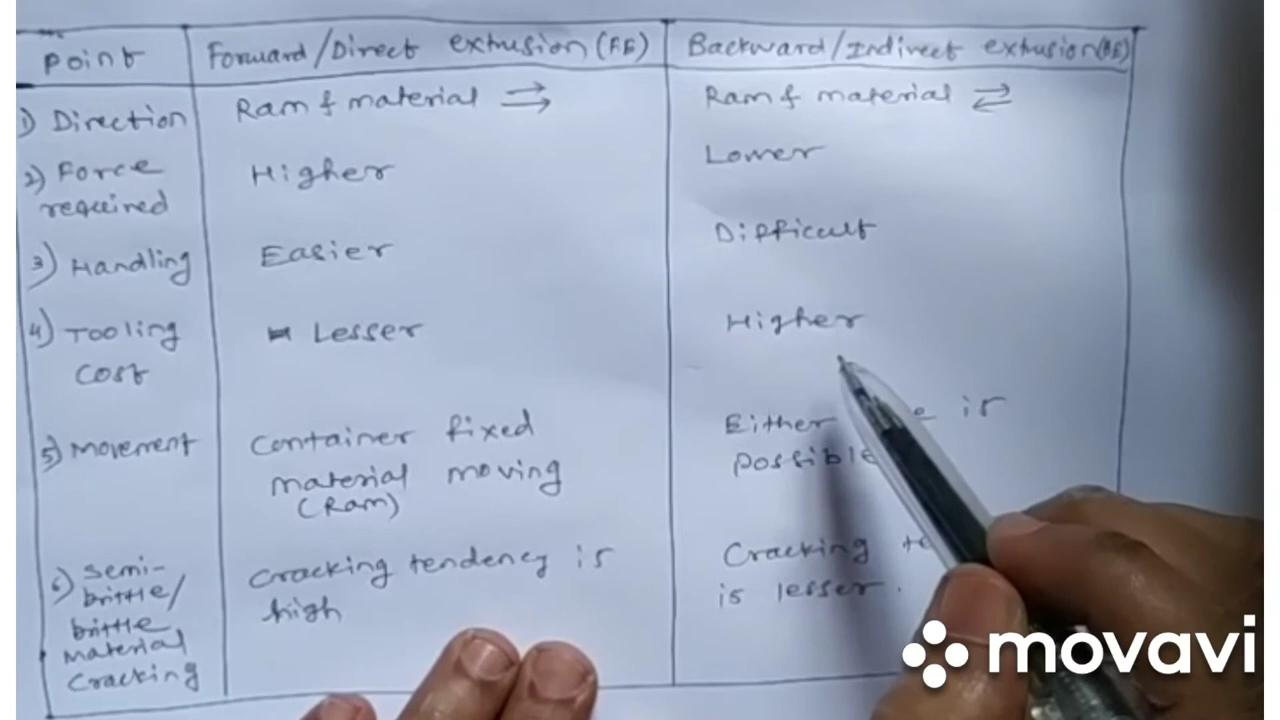 Point
Forward/Direct extrusion (FE)
Backward/Indirect extrusion (BE)
1) Direction
Ram & material ⇉
Ram & material ⇄
2) Force
required
Higher
Lower
3) Handling
Easier
Difficult
4) Tooling
cost
Lesser
Higher
5) Movement
Container fixed
material moving
(Ram)
Either is
possible
6) Semi-
brittle/
brittle
material
cracking
Cracking tendency is
high
Cracking
is lesser.
movavi